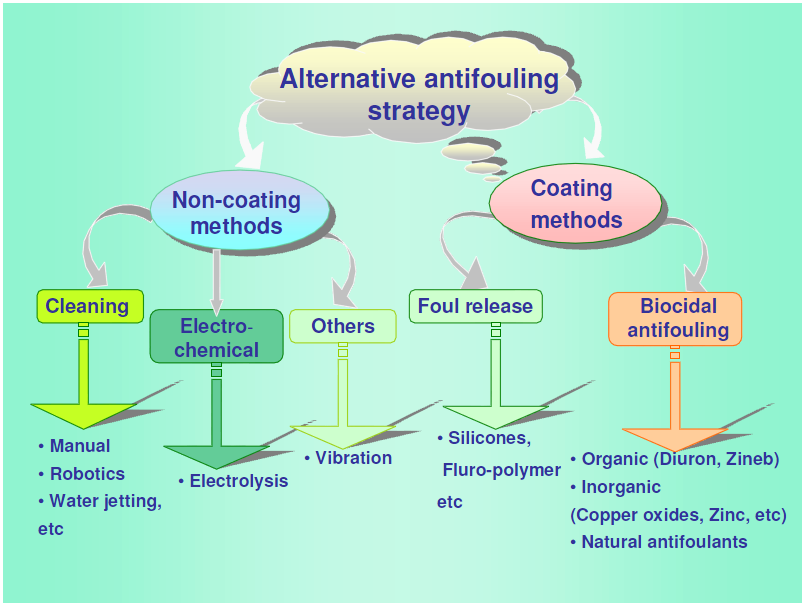 Alternative antifouling
strategy
Non-coating
methods
Coating
methods
Cleaning
Electro-
chemical
Others
Foul release
Biocidal
antifouling
• Manual
• Robotics
• Water jetting,
etc
• Electrolysis
• Vibration
• Silicones,
Fluro-polymer
etc
• Organic (Diuron, Zineb)
• Inorganic
(Copper oxides, Zinc, etc)
• Natural antifoulants